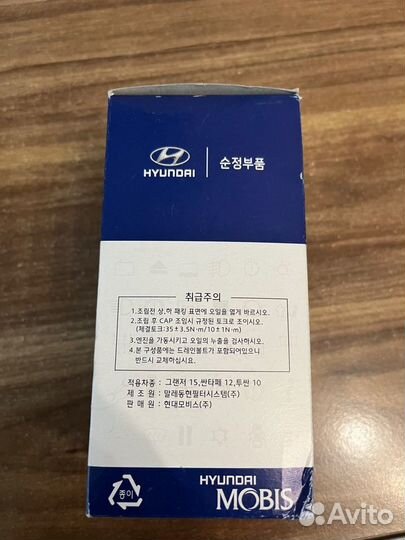 HYUNDAI
순정부품
취급주의
1.조립전 상,하 패킹 표면에 오일을 엷게 바르시오.
2.조립 후 CAP 조임시 규정된 토크로 조이시오.
(체결토크:35±3.5N·m/10±1N·m)
3.엔진을 가동시키고 오일의 누출을 검사하시오.
4.본 구성품에는 드레인볼트가 포함되어있으니
반드시 교체하십시오.
적용차종 : 그랜저 15, 싼타페 12, 투싼 10
제 조 원 : 말레동현필터시스템(주)
판 매 원 : 현대모비스(주)
종이
HYUNDAI
MOBIS
Avito